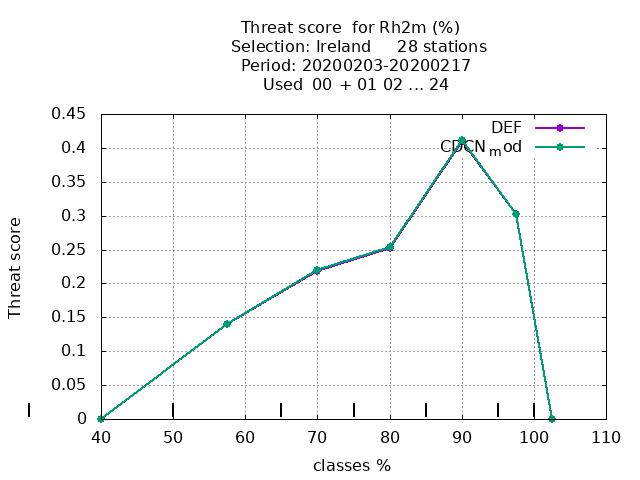 Threat score  for Rh2m (%)
Selection: Ireland     28 stations
Period: 20200203-20200217
Used  00 + 01 02 ... 24
DEF
CDCN_mod
0.45
0.4
0.35
0.3
0.25
0.2
0.15
0.1
0.05
0
Threat score
40 50 60 70 80 90 100 110
classes %